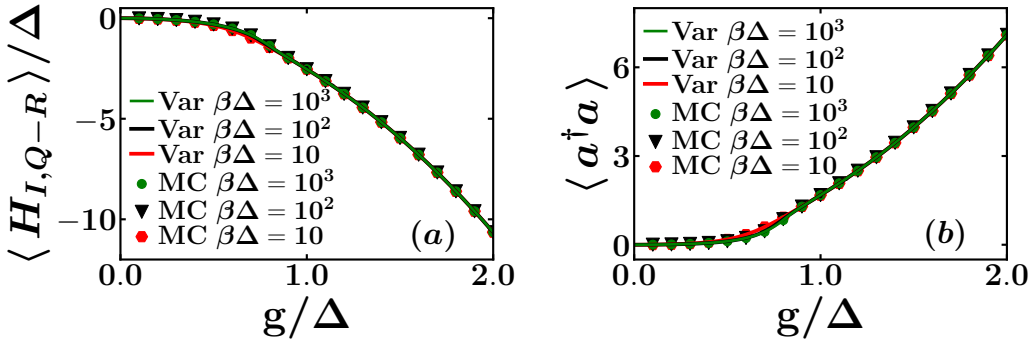 ⟨H_{I,Q−R}⟩/Δ
0
−5
−10
Var βΔ = 10³
Var βΔ = 10²
Var βΔ = 10
MC βΔ = 10³
MC βΔ = 10²
MC βΔ = 10
(a)
0.0 1.0 2.0
g/Δ
⟨a†a⟩
6
3
0
Var βΔ = 10³
Var βΔ = 10²
Var βΔ = 10
MC βΔ = 10³
MC βΔ = 10²
MC βΔ = 10
(b)
0.0 1.0 2.0
g/Δ